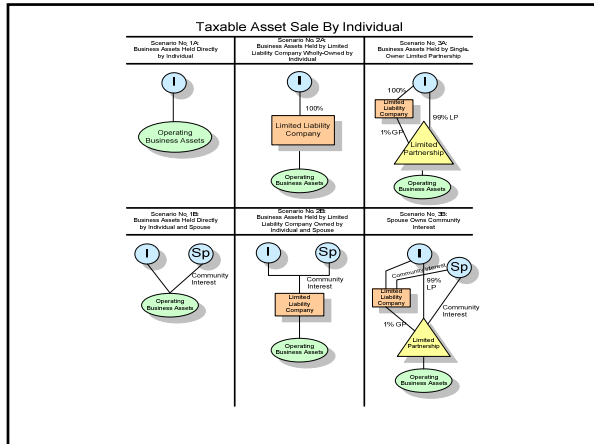 Taxable Asset Sale By Individual
Scenario No. 1A:
Business Assets Held Directly
by Individual
I
Operating
Business Assets
Scenario No. 2A:
Business Assets Held by Limited
Liability Company Wholly-Owned by
Individual
I
100%
Limited Liability
Company
Operating
Business Assets
Scenario No. 3A:
Business Assets Held by Single-
Owner Limited Partnership
I
100%
Limited
Liability
Company
99% LP
1% GP
Limited
Partnership
Operating
Business Assets
Scenario No. 1B:
Business Assets Held Directly
by Individual and Spouse
I
Sp
Community
Interest
Operating
Business Assets
Scenario No. 2B:
Business Assets Held by Limited
Liability Company Owned by
Individual and Spouse
I
Sp
Community
Interest
Limited
Liability
Company
Operating
Business Assets
Scenario No. 3B:
Spouse Owns Community
Interest
I
Sp
Community Interest
99%
LP
Limited
Liability
Company
Community
Interest
1% GP
Limited
Partnership
Operating
Business Assets